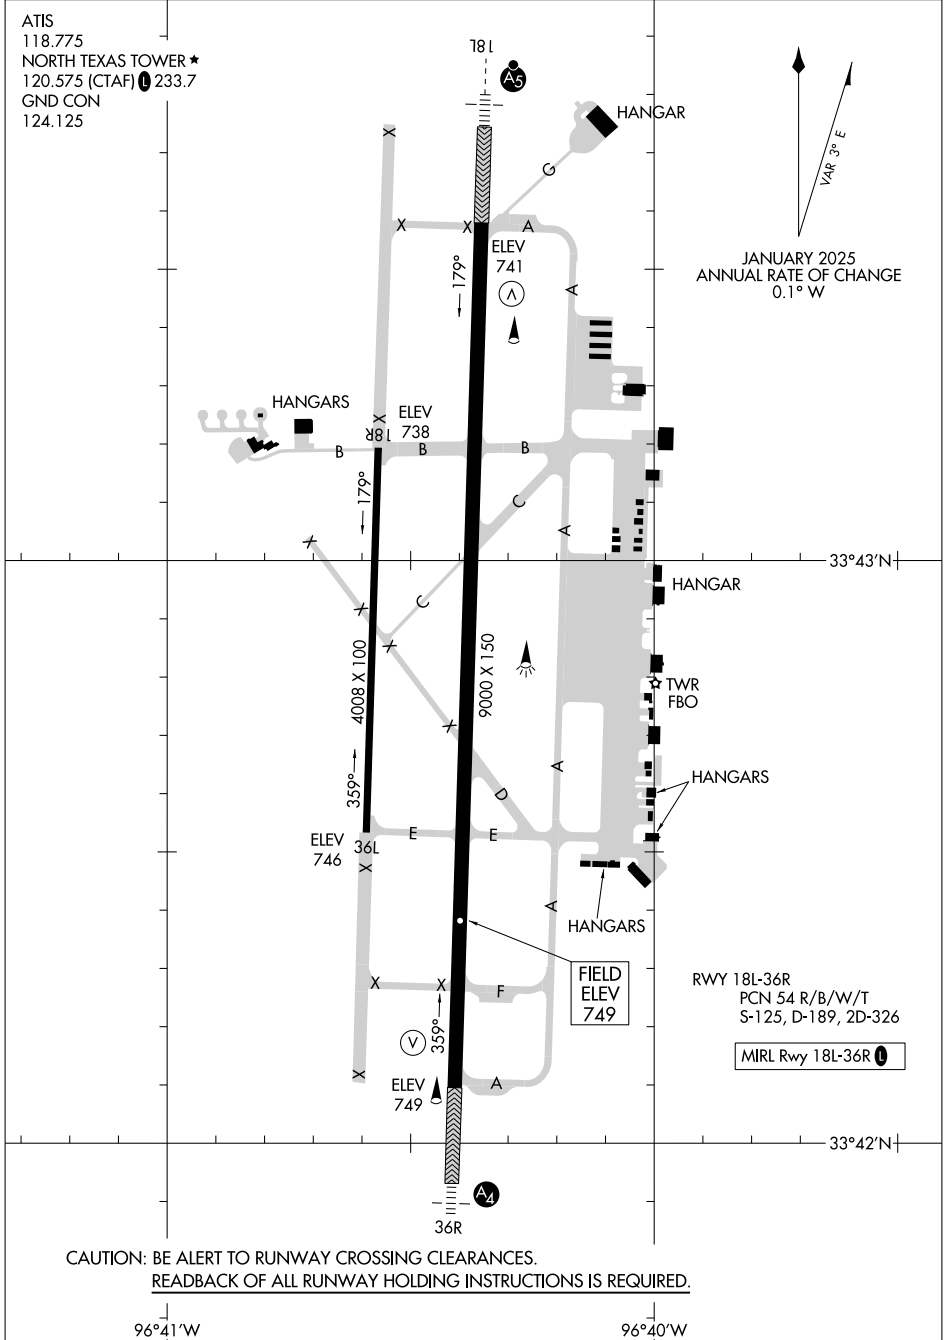 ATIS
118.775
NORTH TEXAS TOWER ★
120.575 (CTAF) L 233.7
GND CON
124.125
18L
A5
HANGAR
VAR 3° E
JANUARY 2025
ANNUAL RATE OF CHANGE
0.1° W
X
G
X
X
A
ELEV
741
179°
V
A
HANGARS
X
ELEV
738
18R
B
B
B
179°
C
A
X
33°43'N
HANGAR
C
X
X
4008 X 100
9000 X 150
TWR
FBO
X
359°
A
D
HANGARS
E
E
ELEV
746
36L
X
A
HANGARS
FIELD
ELEV
749
X
X
F
359°
V
RWY 18L-36R
PCN 54 R/B/W/T
S-125, D-189, 2D-326
MIRL Rwy 18L-36R L
X
A
ELEV
749
33°42'N
A4
36R
CAUTION: BE ALERT TO RUNWAY CROSSING CLEARANCES.
READBACK OF ALL RUNWAY HOLDING INSTRUCTIONS IS REQUIRED.
96°41'W
96°40'W